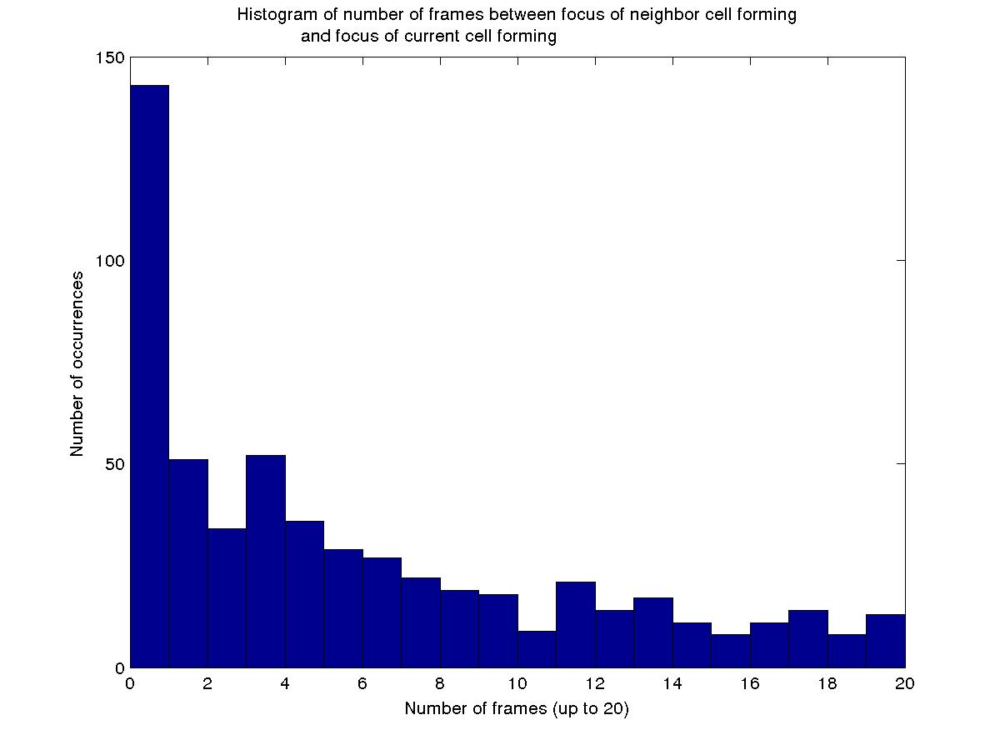 Histogram of number of frames between focus of neighbor cell forming
and focus of current cell forming
150
100
50
0
Number of occurrences
0 2 4 6 8 10 12 14 16 18 20
Number of frames (up to 20)